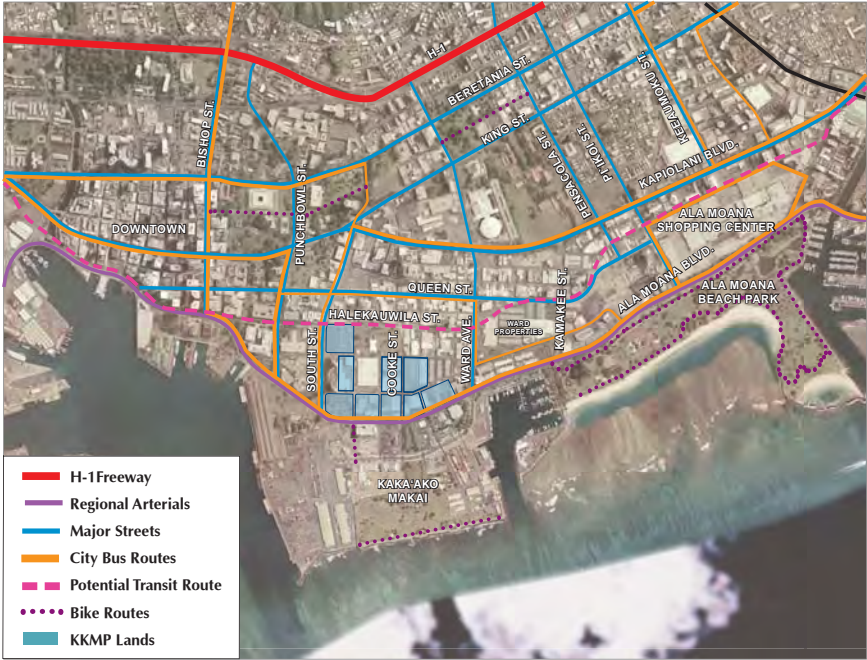 H-1
BERETANIA ST.
KING ST.
BISHOP ST.
PUNCHBOWL ST.
PENSACOLA ST.
PI'IKOI ST.
KEEAUMOKU ST.
KAPIOLANI BLVD.
DOWNTOWN
ALA MOANA
SHOPPING CENTER
ALA MOANA BLVD.
ALA MOANA
BEACH PARK
QUEEN ST.
HALEKAUWILA ST.
WARD
PROPERTIES
KAMAKEE ST.
SOUTH ST.
COOKE ST.
WARD AVE.
KAKA'AKO
MAKAI
H-1Freeway
Regional Arterials
Major Streets
City Bus Routes
Potential Transit Route
Bike Routes
KKMP Lands